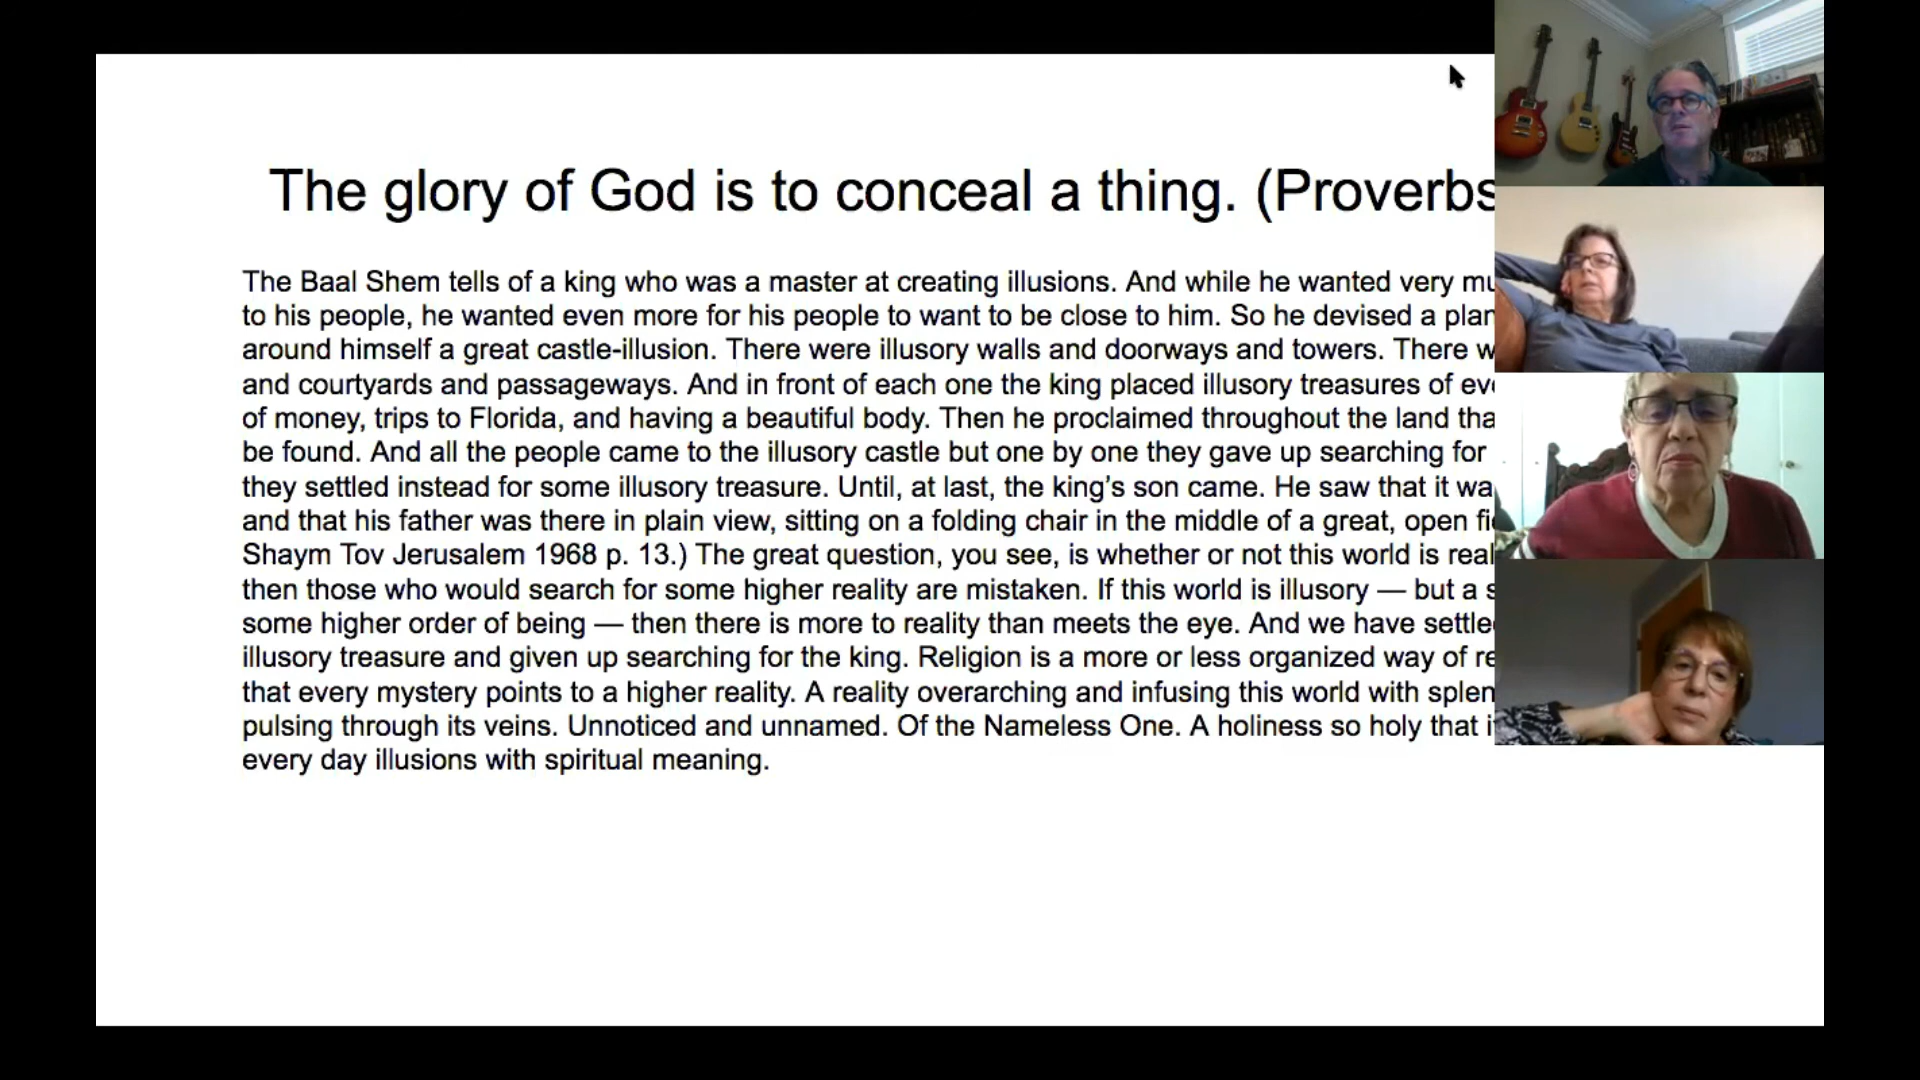 The glory of God is to conceal a thing. (Proverbs
The Baal Shem tells of a king who was a master at creating illusions. And while he wanted very
to his people, he wanted even more for his people to want to be close to him. So he devised a plan
around himself a great castle-illusion. There were illusory walls and doorways and towers. There
and courtyards and passageways. And in front of each one the king placed illusory treasures of
of money, trips to Florida, and having a beautiful body. Then he proclaimed throughout the land
be found. And all the people came to the illusory castle but one by one they gave up searching for
they settled instead for some illusory treasure. Until, at last, the king's son came. He saw that it
and that his father was there in plain view, sitting on a folding chair in the middle of a great, open
Shaym Tov Jerusalem 1968 p. 13.) The great question, you see, is whether or not this world is real
then those who would search for some higher reality are mistaken. If this world is illusory — but a
some higher order of being — then there is more to reality than meets the eye. And we have
illusory treasure and given up searching for the king. Religion is a more or less organized way of
that every mystery points to a higher reality. A reality overarching and infusing this world with
pulsing through its veins. Unnoticed and unnamed. Of the Nameless One. A holiness so holy that
every day illusions with spiritual meaning.